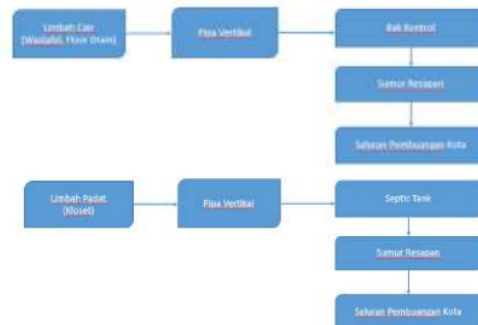 Limbah Cair
(Wastafel, Floor Drain)
Pipa Vertikal
Bak Kontrol
Sumur Resapan
Saluran Pembuangan Kota
Limbah Padat
(Kloset)
Pipa Vertikal
Septic Tank
Sumur Resapan
Saluran Pembuangan Kota